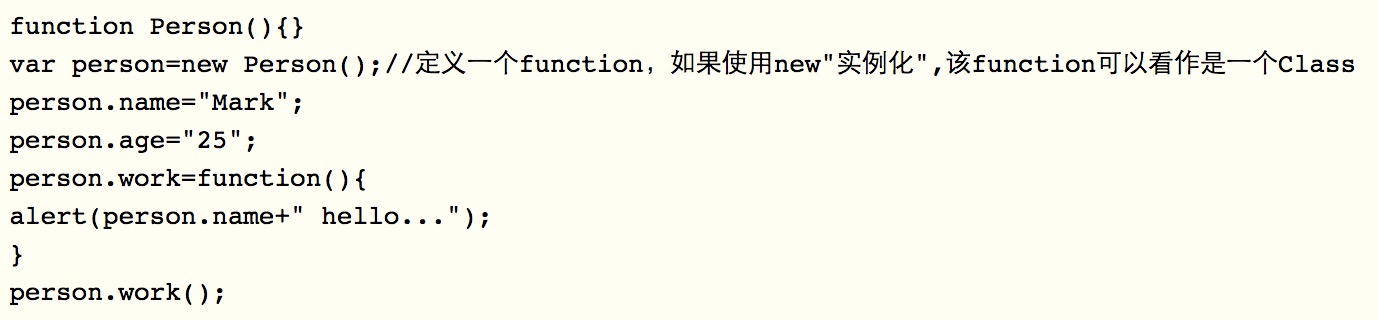 function Person(){}
var person=new Person();//定义一个function，如果使用new"实例化",该function可以看作是一个Class
person.name="Mark";
person.age="25";
person.work=function(){
alert(person.name+" hello...");
}
person.work();